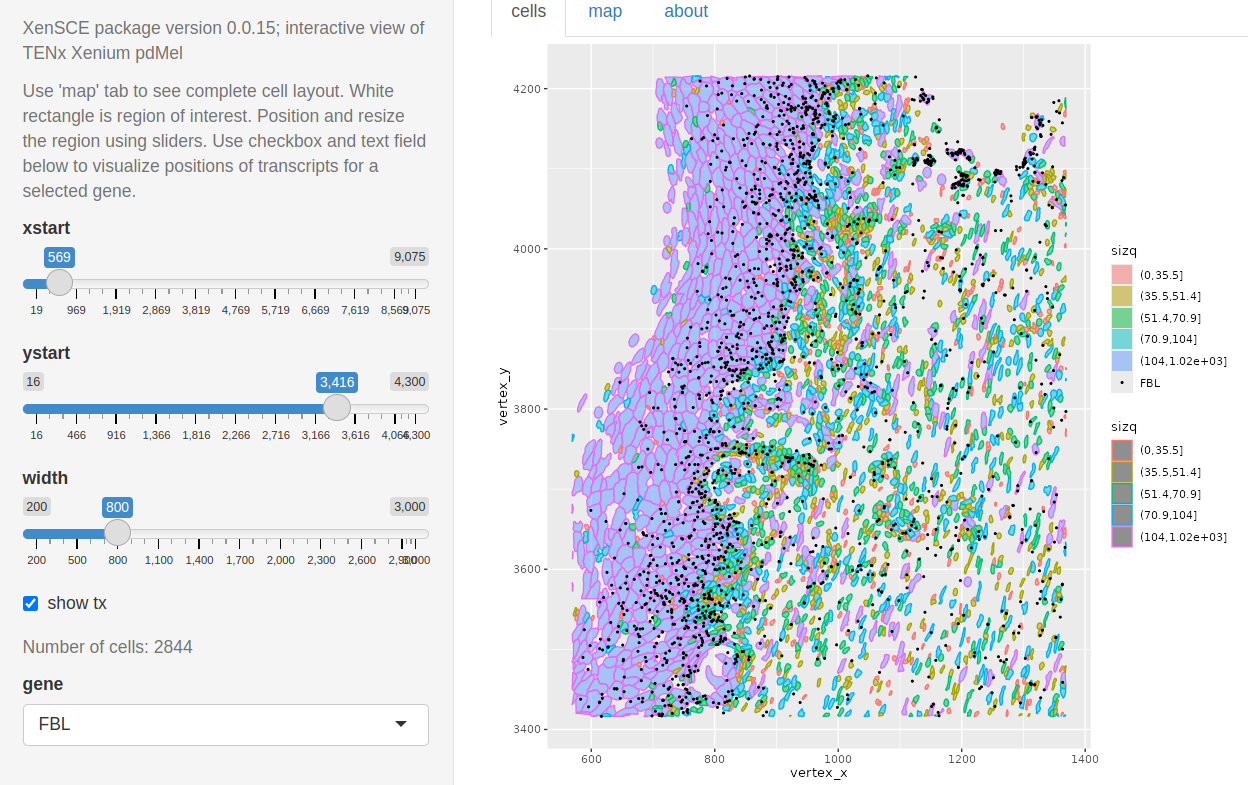 XenSCE package version 0.0.15; interactive view of
TENx Xenium pdMel
Use 'map' tab to see complete cell layout. White
rectangle is region of interest. Position and resize
the region using sliders. Use checkbox and text field
below to visualize positions of transcripts for a
selected gene.
xstart
569
9,075
19 969 1,919 2,869 3,819 4,769 5,719 6,669 7,619 8,569 9,075
ystart
16
3,416
4,300
16 466 916 1,366 1,816 2,266 2,716 3,166 3,616 4,066 4,300
width
200
800
3,000
200 500 800 1,100 1,400 1,700 2,000 2,300 2,600 2,900 3,000
show tx
Number of cells: 2844
gene
FBL
cells map about
vertex_y
4200
4000
3800
3600
3400
600 800 1000 1200 1400
vertex_x
sizq
(0,35.5]
(35.5,51.4]
(51.4,70.9]
(70.9,104]
(104,1.02e+03]
FBL
sizq
(0,35.5]
(35.5,51.4]
(51.4,70.9]
(70.9,104]
(104,1.02e+03]